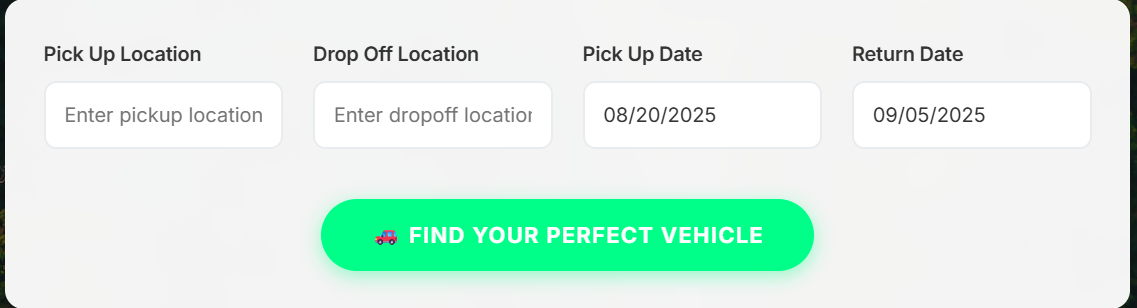 Pick Up Location
Drop Off Location
Pick Up Date
Return Date
Enter pickup location
Enter dropoff location
08/20/2025
09/05/2025
🚗 FIND YOUR PERFECT VEHICLE